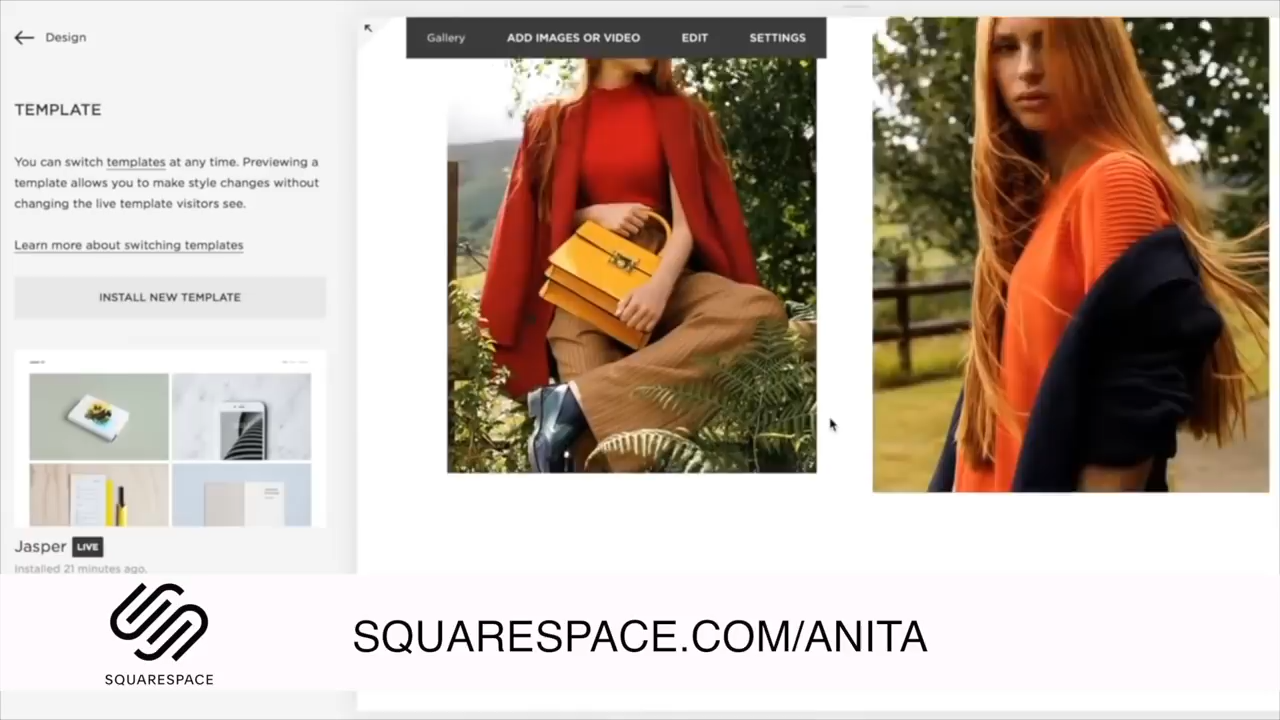 Design
TEMPLATE
You can switch templates at any time. Previewing a
template allows you to make style changes without
changing the live template visitors see.
Learn more about switching templates
INSTALL NEW TEMPLATE
Jasper LIVE
Installed 21 minutes ago.
Gallery ADD IMAGES OR VIDEO EDIT SETTINGS
SQUARESPACE
SQUARESPACE.COM/ANITA